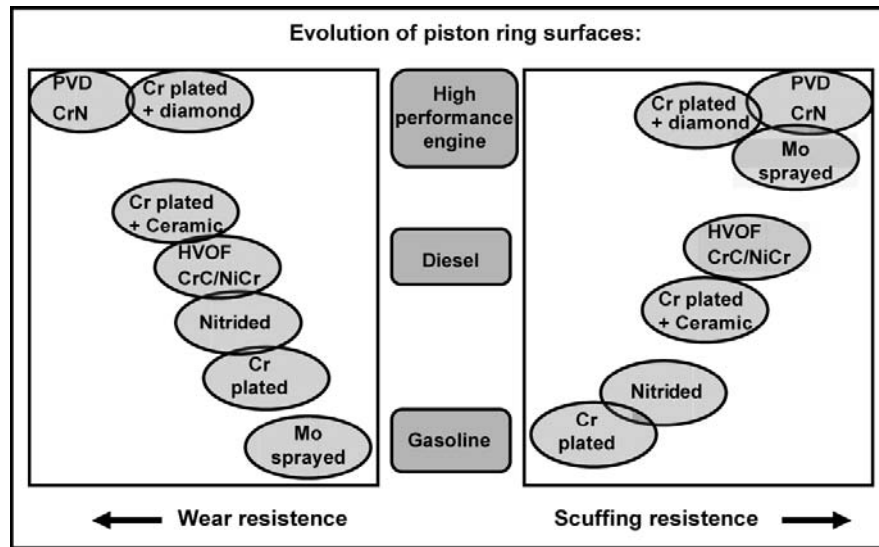 Evolution of piston ring surfaces:
PVD
CrN
Cr plated
+ diamond
Cr plated
+ Ceramic
HVOF
CrC/NiCr
Nitrided
Cr
plated
Mo
sprayed
Wear resistence
High
performance
engine
Diesel
Gasoline
Cr plated
+ diamond
PVD
CrN
Mo
sprayed
HVOF
CrC/NiCr
Cr plated
+ Ceramic
Nitrided
Cr
plated
Scuffing resistence